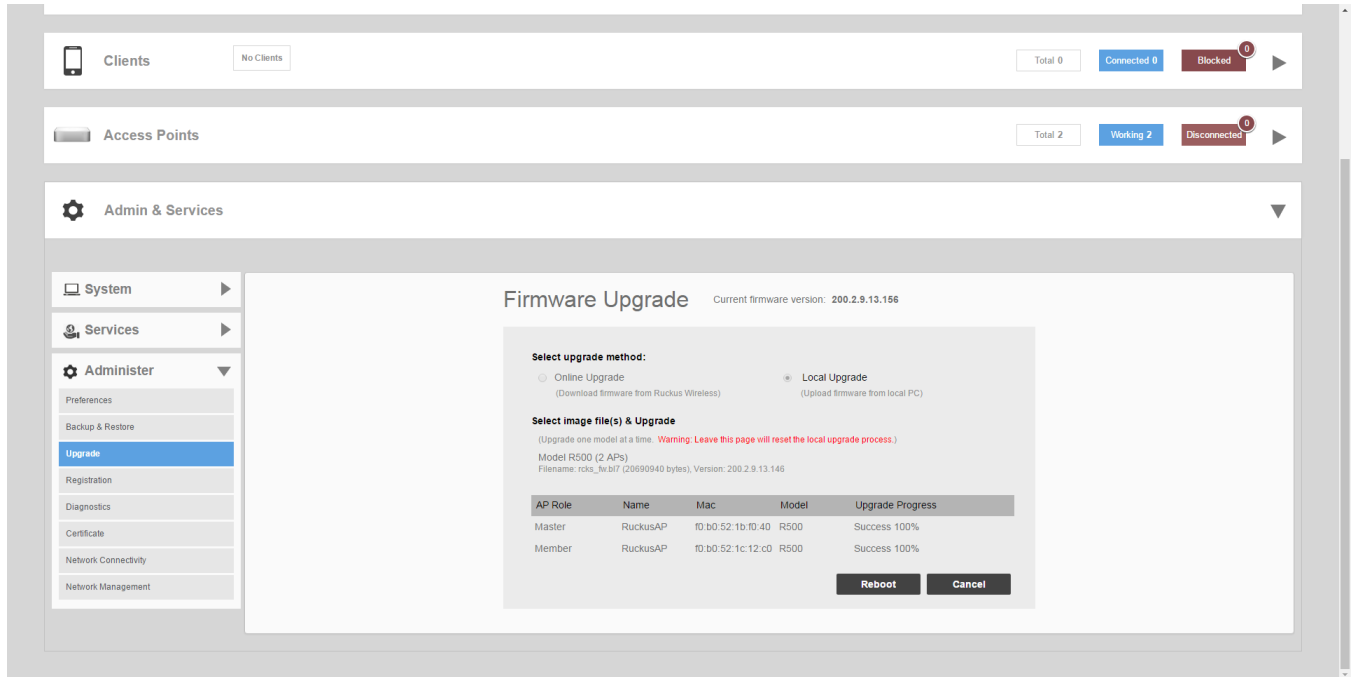 Clients
No Clients
Total 0
Connected 0
Blocked
0
Access Points
Total 2
Working 2
Disconnected
0
Admin & Services
System
Services
Administer
Preferences
Backup & Restore
Upgrade
Registration
Diagnostics
Certificate
Network Connectivity
Network Management
Firmware Upgrade Current firmware version: 200.2.9.13.156
Select upgrade method:
Online Upgrade Local Upgrade
(Download firmware from Ruckus Wireless) (Upload firmware from local PC)
Select image file(s) & Upgrade
(Upgrade one model at a time. Warning: Leave this page will reset the local upgrade process.)
Model R500 (2 APs)
Filename: rcks_fw.bl7 (20690940 bytes), Version: 200.2.9.13.146
AP Role Name Mac Model Upgrade Progress
Master RuckusAP f0:b0:52:1b:f0:40 R500 Success 100%
Member RuckusAP f0:b0:52:1c:12:c0 R500 Success 100%
Reboot Cancel